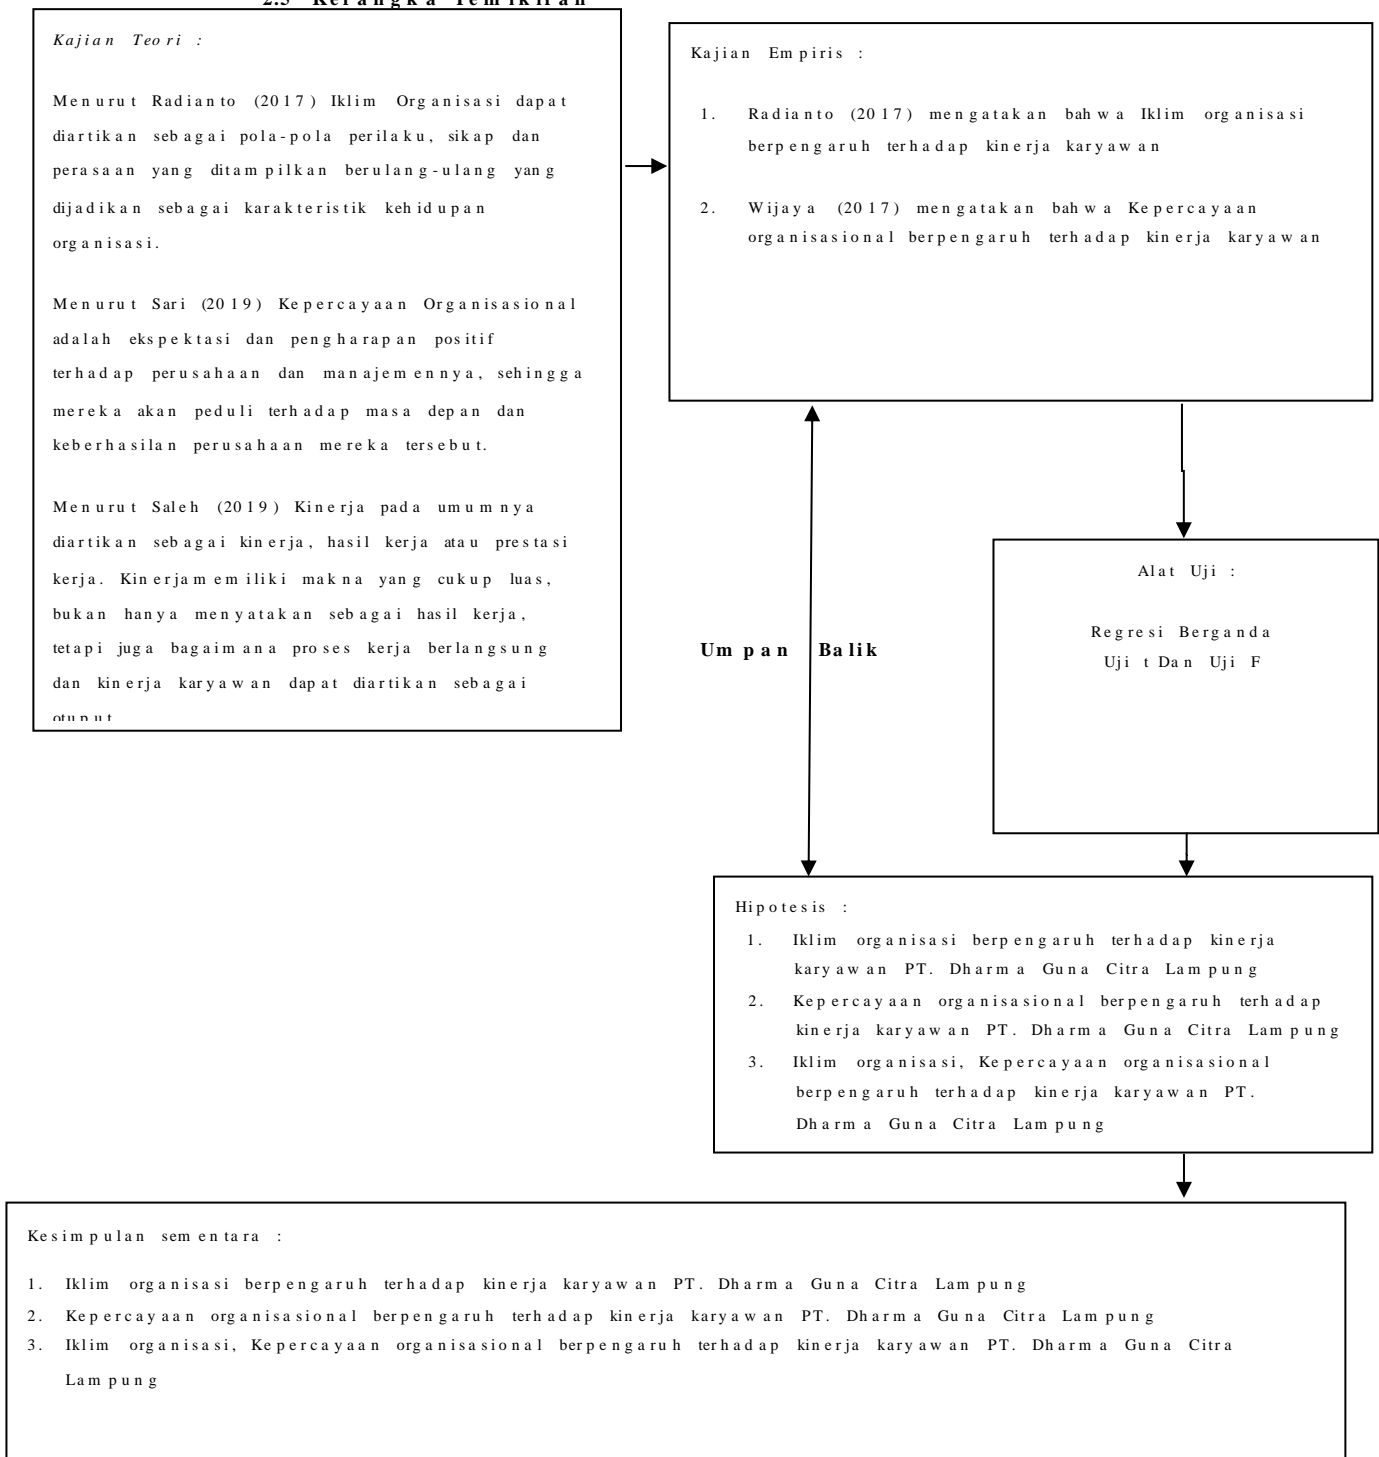 2.5 Kerangka Pemikiran
Kajian Teori :
Menurut Radianto (2017) Iklim Organisasi dapat
diartikan sebagai pola-pola perilaku, sikap dan
perasaan yang ditampilkan berulang-ulang yang
dijadikan sebagai karakteristik kehidupan
organisasi.
Menurut Sari (2019) Kepercayaan Organisasional
adalah ekspektasi dan pengharapan positif
terhadap perusahaan dan manajemennya, sehingga
mereka akan peduli terhadap masa depan dan
keberhasilan perusahaan mereka tersebut.
Menurut Saleh (2019) Kinerja pada umumnya
diartikan sebagai kinerja, hasil kerja atau prestasi
kerja. Kinerjamemiliki makna yang cukup luas,
bukan hanya menyatakan sebagai hasil kerja,
tetapi juga bagaimana proses kerja berlangsung
dan kinerja karyawan dapat diartikan sebagai
otuput
Kajian Empiris :
1. Radianto (2017) mengatakan bahwa Iklim organisasi
berpengaruh terhadap kinerja karyawan
2. Wijaya (2017) mengatakan bahwa Kepercayaan
organisasional berpengaruh terhadap kinerja karyawan
Alat Uji :
Regresi Berganda
Uji t Dan Uji F
Umpan Balik
Hipotesis :
1. Iklim organisasi berpengaruh terhadap kinerja
karyawan PT. Dharma Guna Citra Lampung
2. Kepercayaan organisasional berpengaruh terhadap
kinerja karyawan PT. Dharma Guna Citra Lampung
3. Iklim organisasi, Kepercayaan organisasional
berpengaruh terhadap kinerja karyawan PT.
Dharma Guna Citra Lampung
Kesimpulan sementara :
1. Iklim organisasi berpengaruh terhadap kinerja karyawan PT. Dharma Guna Citra Lampung
2. Kepercayaan organisasional berpengaruh terhadap kinerja karyawan PT. Dharma Guna Citra Lampung
3. Iklim organisasi, Kepercayaan organisasional berpengaruh terhadap kinerja karyawan PT. Dharma Guna Citra
Lampung